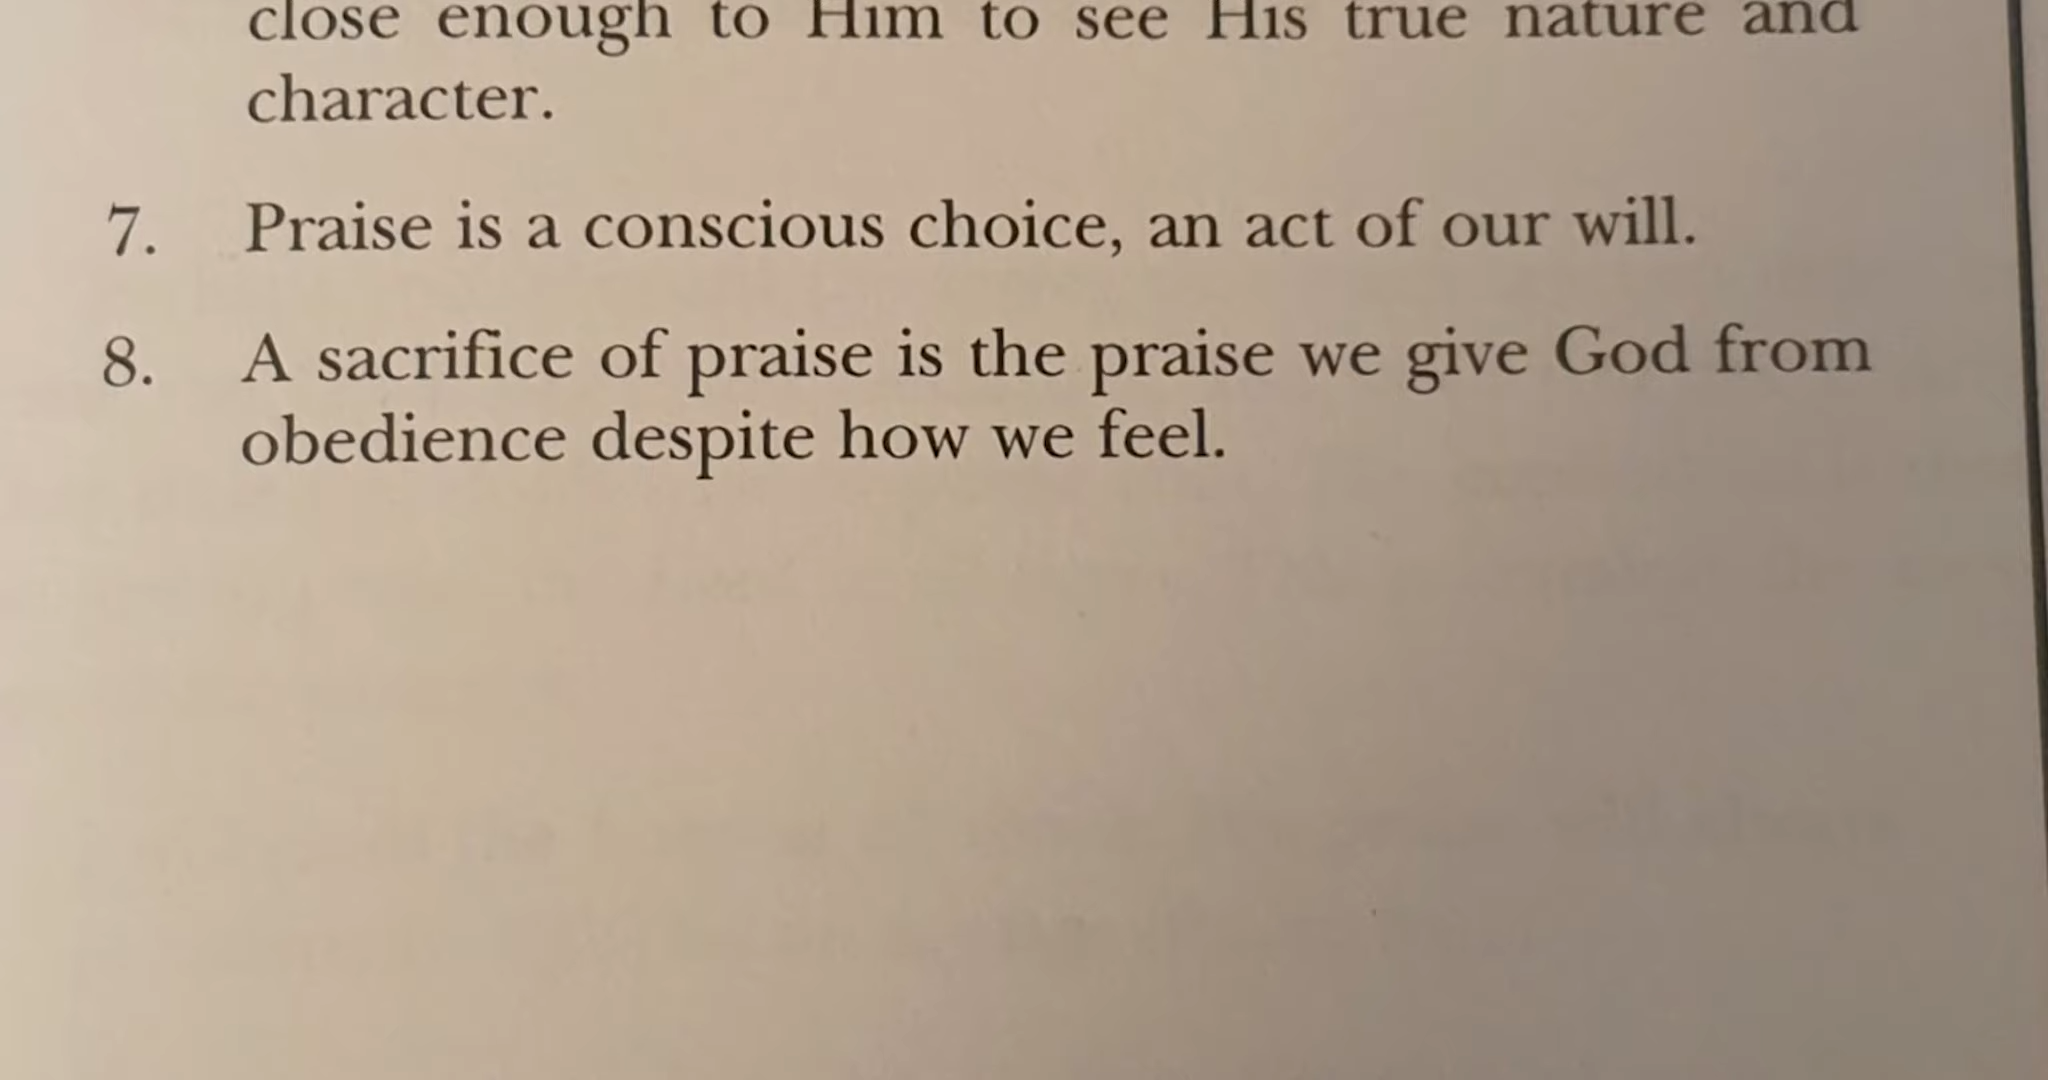 close enough to Him to see His true nature and
character.
7. Praise is a conscious choice, an act of our will.
8. A sacrifice of praise is the praise we give God from
obedience despite how we feel.